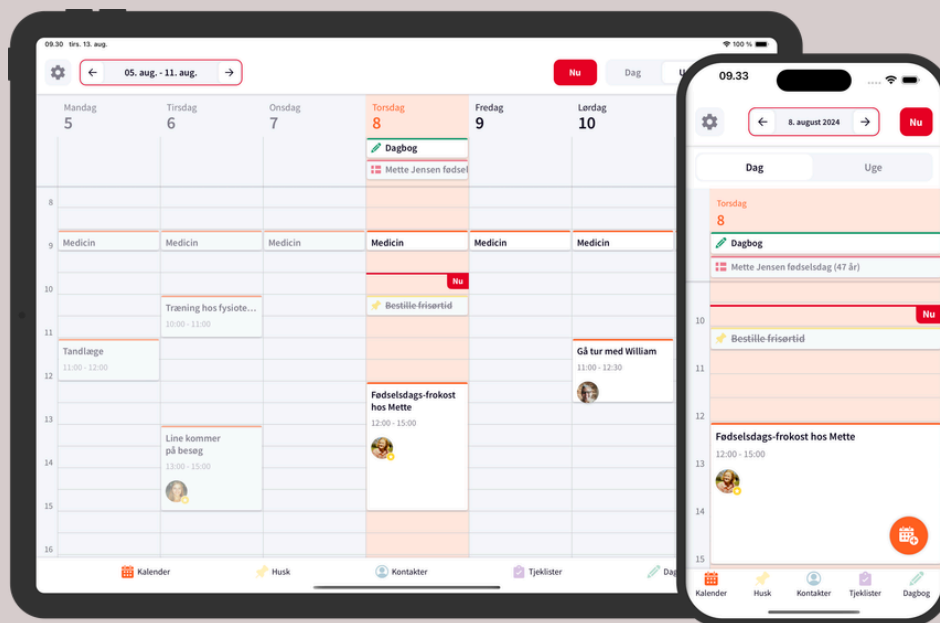 09.30 tirs. 13. aug.
100 %
05. aug. - 11. aug.
Nu
Dag
Mandag
5
Tirsdag
6
Onsdag
7
Torsdag
8
Fredag
9
Lørdag
10
Dagbog
Mette Jensen fødsel
8
9
Medicin
Medicin
Medicin
Medicin
Medicin
Medicin
Nu
10
Træning hos fysiote...
10:00 - 11:00
Bestille frisørtid
11
Tandlæge
11:00 - 12:00
Gå tur med William
11:00 - 12:30
12
Fødselsdags-frokost
hos Mette
12:00 - 15:00
13
Line kommer
på besøg
13:00 - 15:00
14
15
16
Kalender
Husk
Kontakter
Tjeklister
09.33
8. august 2024
Nu
Dag
Uge
Torsdag
8
Dagbog
Mette Jensen fødselsdag (47 år)
Nu
10
Bestille frisørtid
11
12
Fødselsdags-frokost hos Mette
12:00 - 15:00
13
14
15
Kalender
Husk
Kontakter
Tjeklister
Dagbog